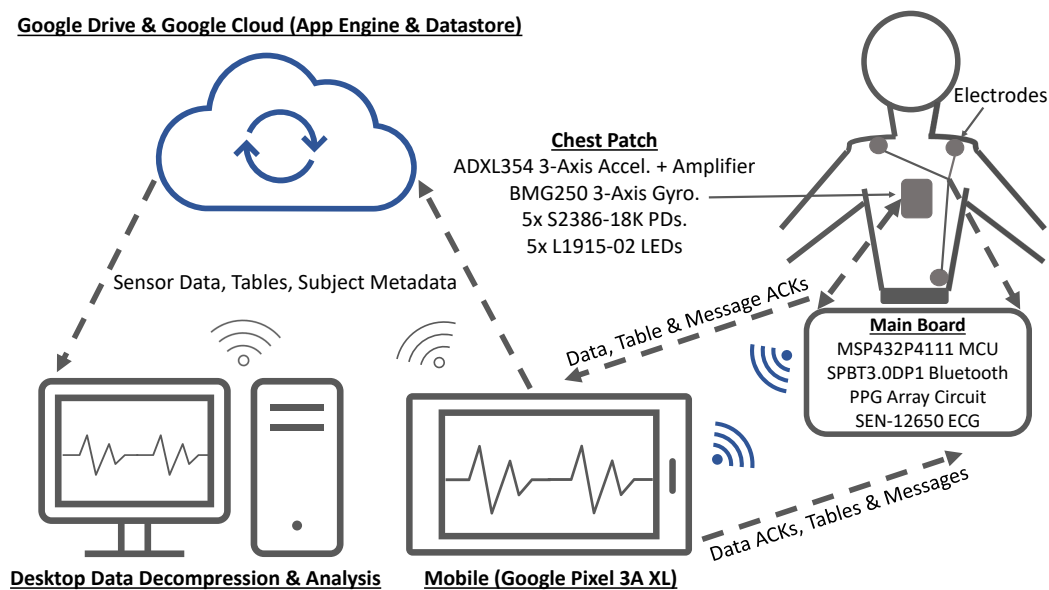 Google Drive & Google Cloud (App Engine & Datastore)
Electrodes
Chest Patch
ADXL354 3-Axis Accel. + Amplifier
BMG250 3-Axis Gyro.
5x S2386-18K PDs.
5x L1915-02 LEDs
Sensor Data, Tables, Subject Metadata
Data, Table & Message ACKs
Main Board
MSP432P4111 MCU
SPBT3.0DP1 Bluetooth
PPG Array Circuit
SEN-12650 ECG
Data ACKs, Tables & Messages
Desktop Data Decompression & Analysis
Mobile (Google Pixel 3A XL)